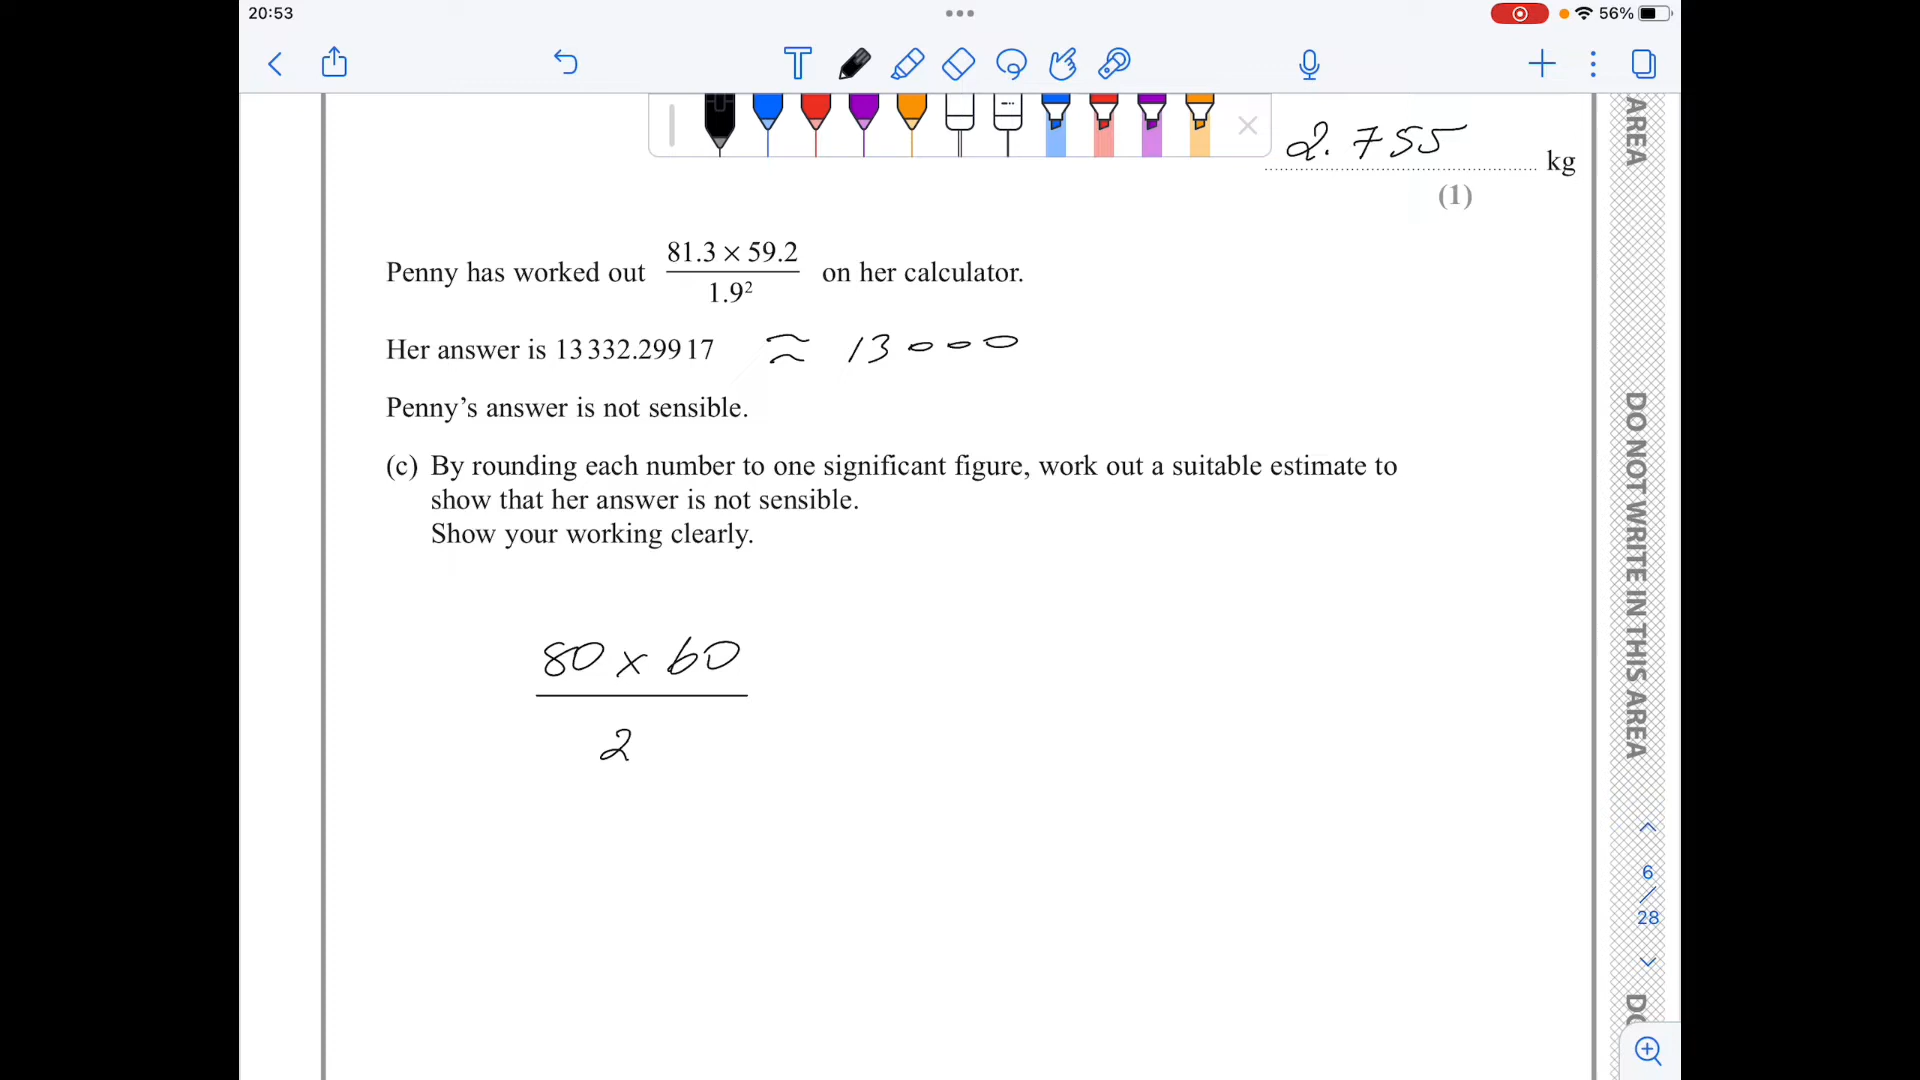 20:53
56%
T
2.755 kg
(1)
AREA
Penny has worked out 81.3 × 59.2 / 1.9² on her calculator.
Her answer is 13 332.299 17 ≈ 13000
Penny's answer is not sensible.
(c) By rounding each number to one significant figure, work out a suitable estimate to
show that her answer is not sensible.
Show your working clearly.
DO NOT WRITE IN THIS AREA
80 × 60
2
6
/
28
DO